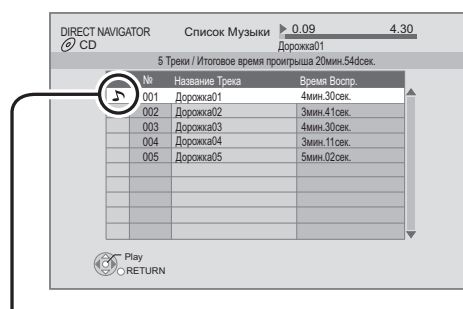 DIRECT NAVIGATOR Список Музыки 0.09 4.30
CD Дорожка01
5 Треки / Итоговое время проигрыша 20мин.54dсек.
№ Название Трека Время Воспр.
001 Дорожка01 4мин.30сек.
002 Дорожка02 3мин.41сек.
003 Дорожка03 4мин.30сек.
004 Дорожка04 3мин.11сек.
005 Дорожка05 5мин.02сек.
Play
RETURN